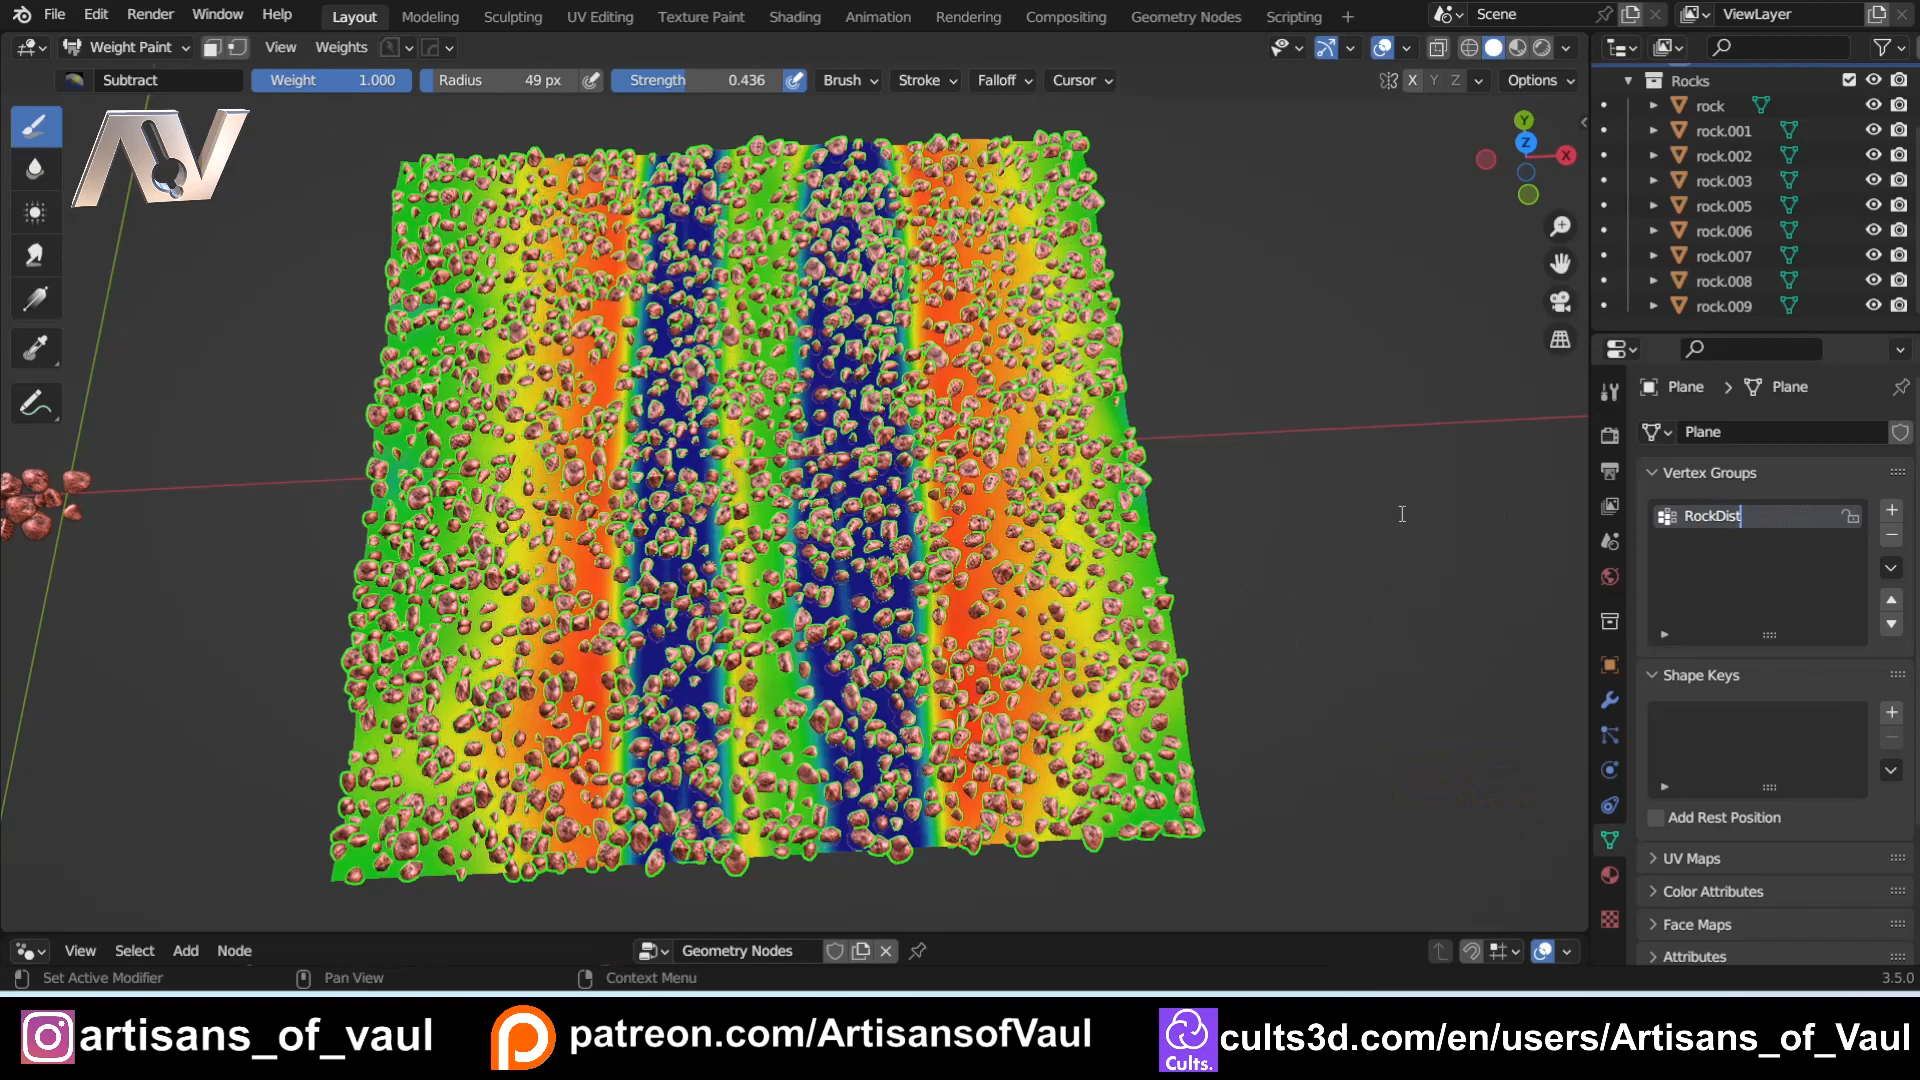 File Edit Render Window Help Layout Modeling Sculpting UV Editing Texture Paint Shading Animation Rendering Compositing Geometry Nodes Scripting + Scene ViewLayer
Weight Paint View Weights
Subtract Weight 1.000 Radius 49 px Strength 0.436 Brush Stroke Falloff Cursor X Y Z Options
Rocks
rock
rock.001
rock.002
rock.003
rock.005
rock.006
rock.007
rock.008
rock.009
AV
Y
Z
X
Plane > Plane
Plane
Vertex Groups
RockDist
Shape Keys
Add Rest Position
UV Maps
Color Attributes
Face Maps
Attributes
View Select Add Node Geometry Nodes
Set Active Modifier Pan View Context Menu 3.5.0
artisans_of_vaul patreon.com/ArtisansofVaul Cults. cults3d.com/en/users/Artisans_of_Vaul